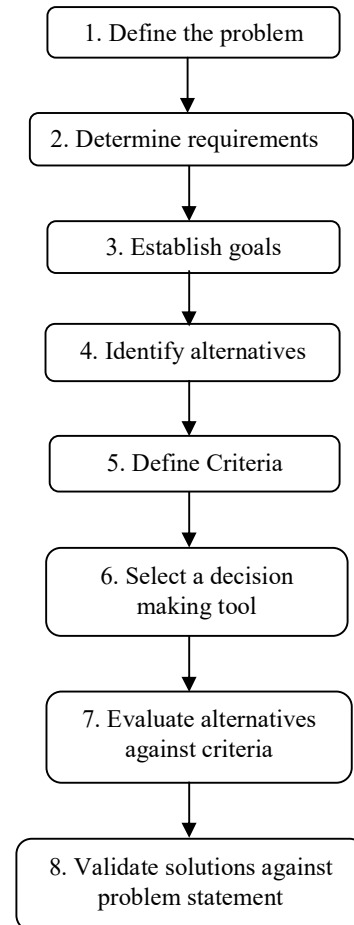 1. Define the problem
2. Determine requirements
3. Establish goals
4. Identify alternatives
5. Define Criteria
6. Select a decision
making tool
7. Evaluate alternatives
against criteria
8. Validate solutions against
problem statement